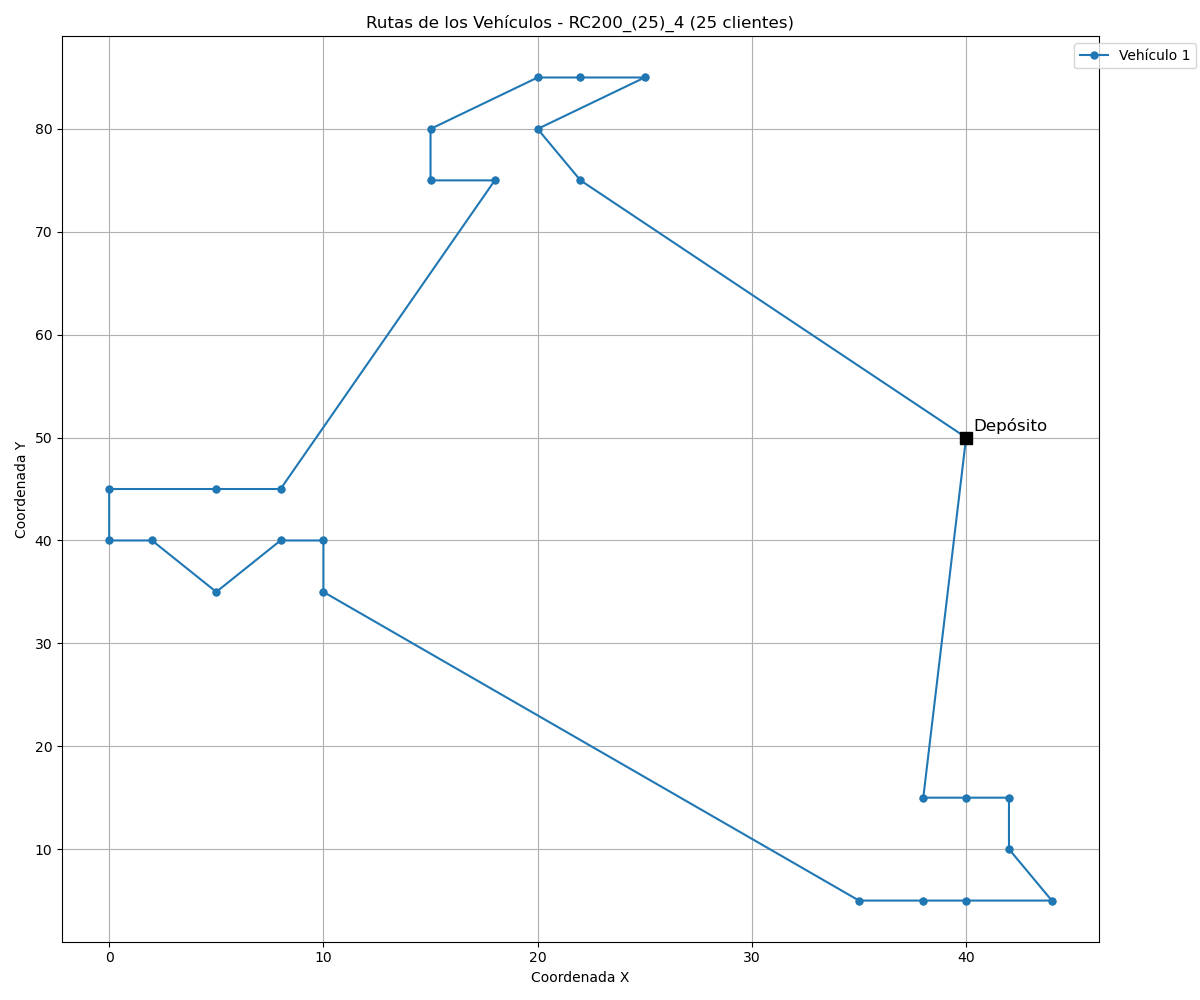 Rutas de los Vehículos - RC200_(25)_4 (25 clientes)
Vehículo 1
80
70
60
50
40
30
20
10
Coordenada Y
Depósito
0
10
20
30
40
Coordenada X